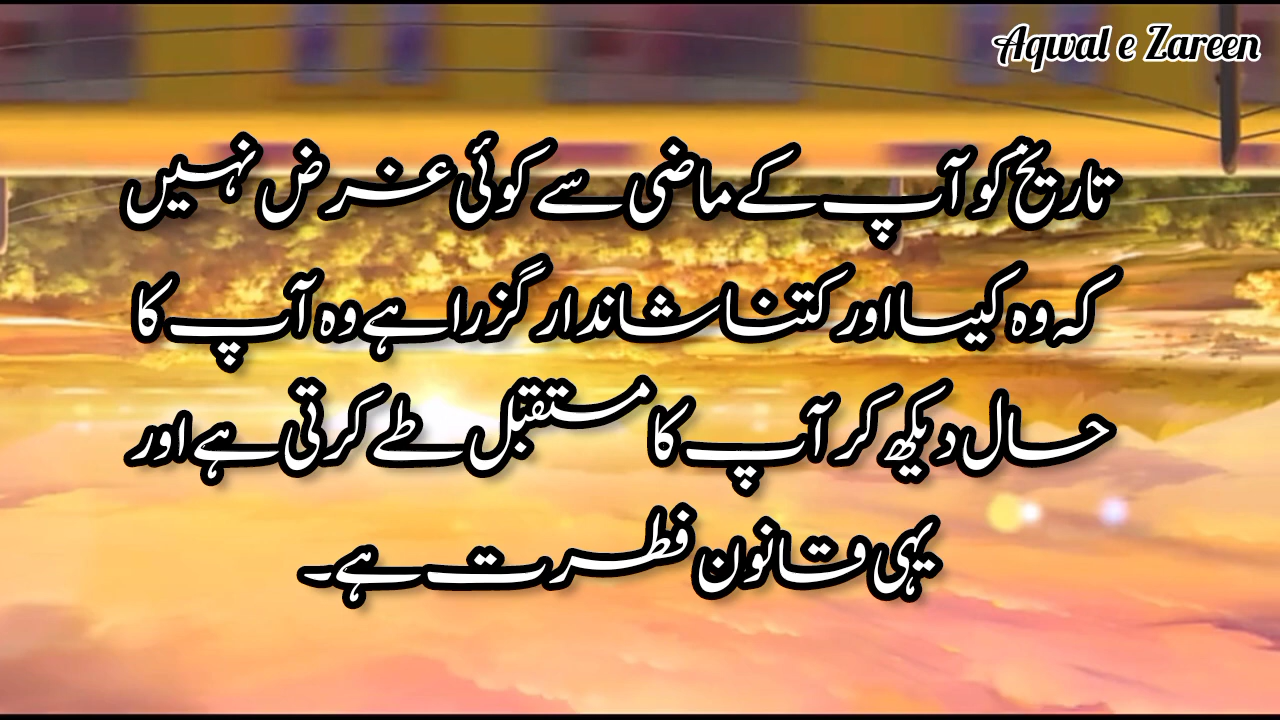 Aqwal e Zareen
تاریخ کو آپ کے ماضی سے کوئی غرض نہیں
کہ وہ کیسا اور کتنا شاندار گزرا ہے وہ آپ کا
حال دیکھ کر آپ کا مستقبل طے کرتی ہے اور
یہی قانون فطرت ہے۔